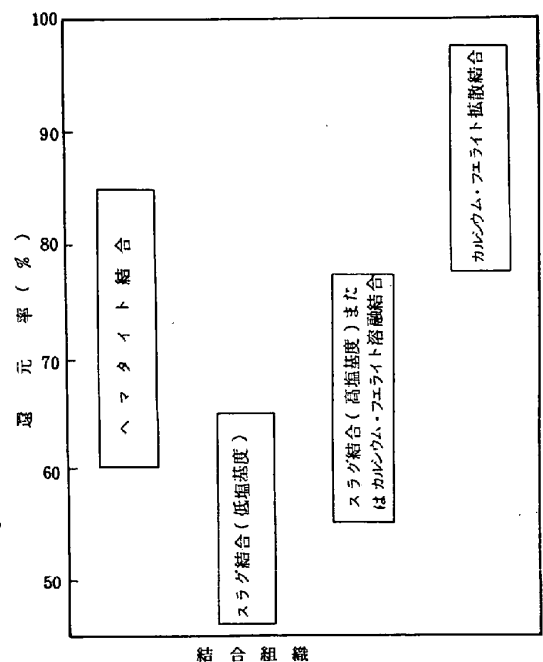 100
90
80
70
60
50
還元率(%)
ヘマタイト結合
スラグ結合(低塩基度)
スラグ結合(高塩基度)また
はカルシウム・フェライト溶融結合
カルシウム・フェライト拡散結合
結合組織